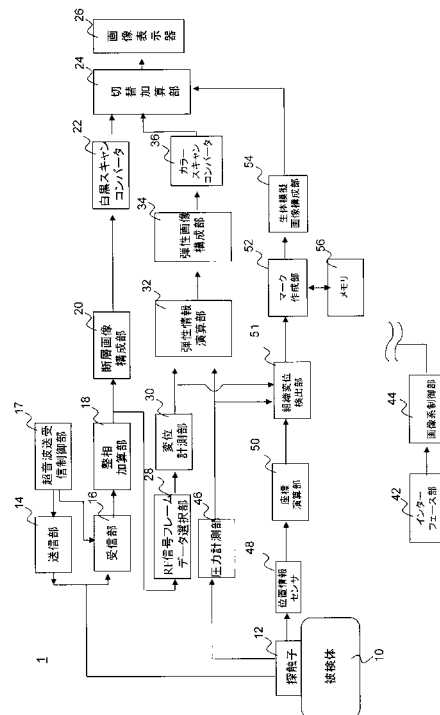 1
17
超音波送受
信制御部
14
送信部
16
受信部
18
整相
加算部
20
断層画像
構成部
22
白黒スキャン
コンバータ
24
切替加算部
26
画像表示器
28
RF信号フレーム
データ選択部
30
変位
計測部
32
弾性情報
演算部
34
弾性画像
構成部
36
カラー
スキャン
コンバータ
46
圧力計測部
12
探触子
10
被検体
48
位置情報
センサ
50
座標
演算部
51
組織変位
検出部
52
マーク
作成部
54
生体模擬
画像構成部
56
メモリ
42
インター
フェース部
44
画像系制御部